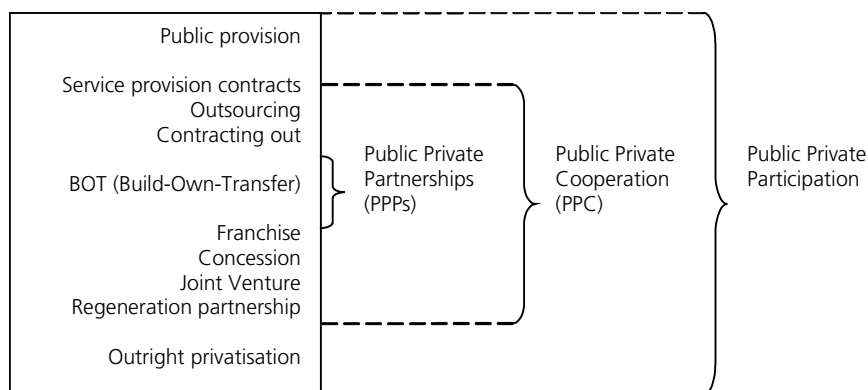 Public provision
Service provision contracts
Outsourcing
Contracting out
BOT (Build-Own-Transfer)
Franchise
Concession
Joint Venture
Regeneration partnership
Outright privatisation
Public Private
Partnerships
(PPPs)
Public Private
Cooperation
(PPC)
Public Private
Participation